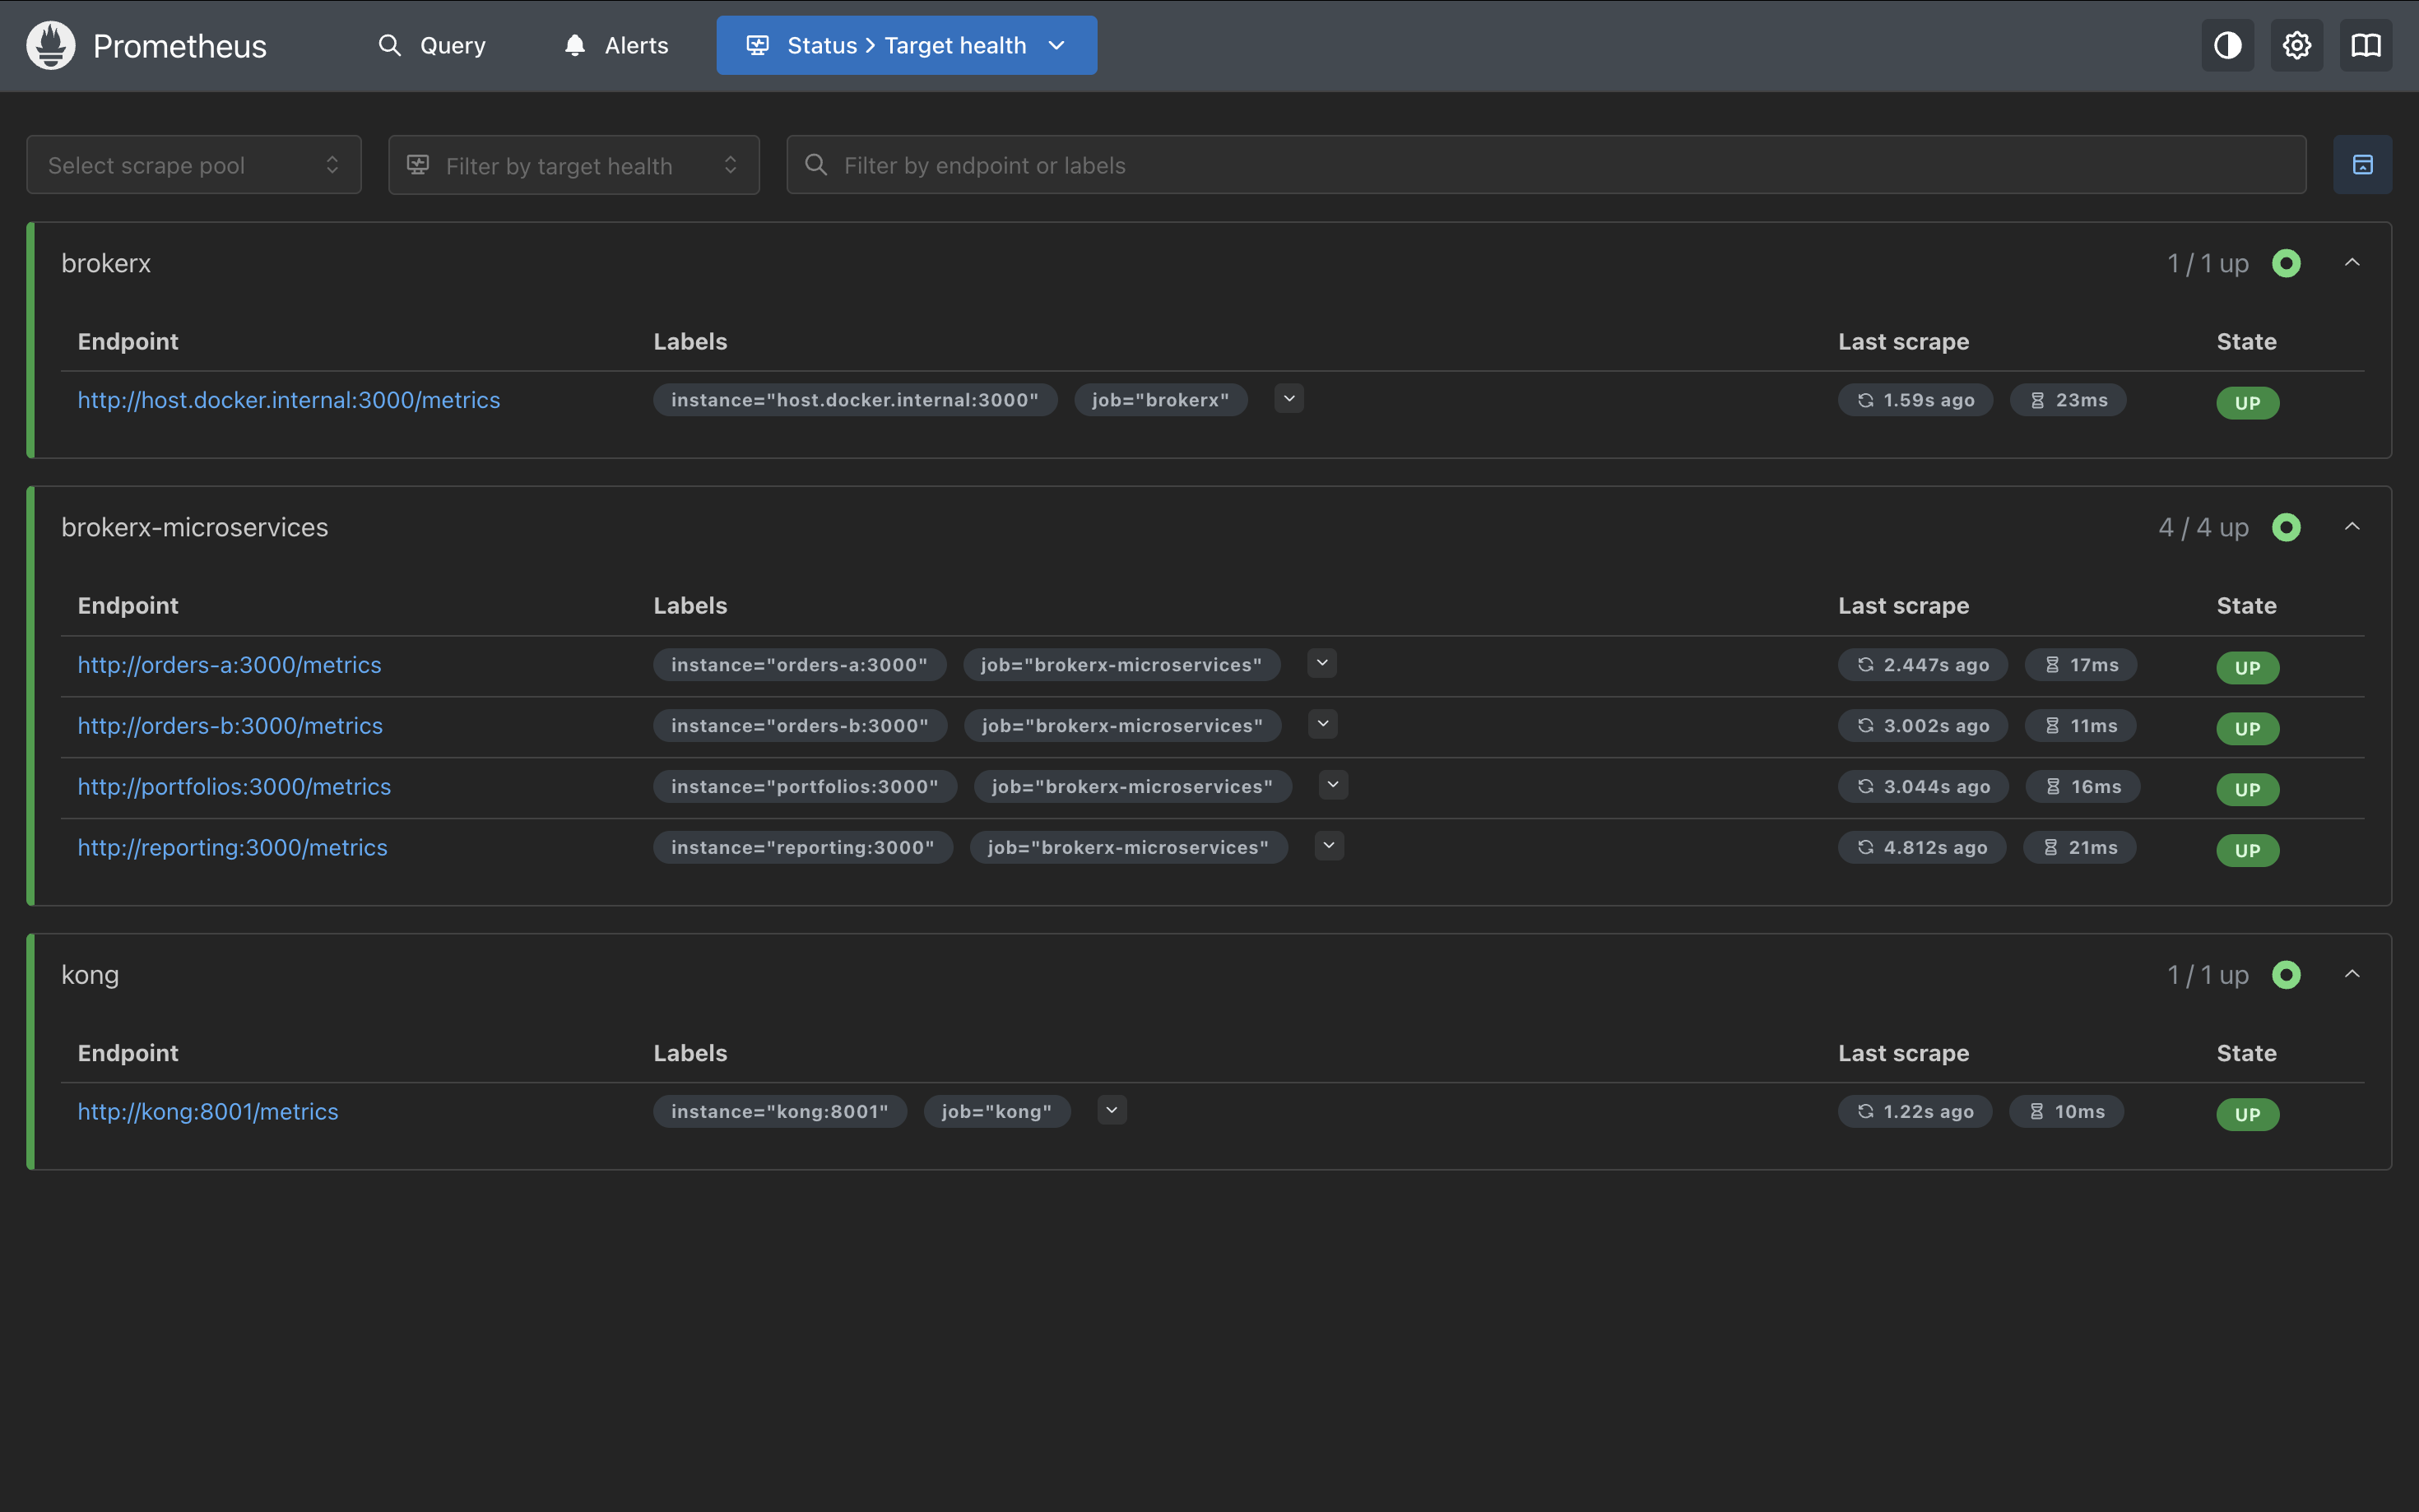 Prometheus Query Alerts Status > Target health
Select scrape pool Filter by target health Filter by endpoint or labels
brokerx 1 / 1 up
Endpoint Labels Last scrape State
http://host.docker.internal:3000/metrics instance="host.docker.internal:3000" job="brokerx" 1.59s ago 23ms UP
brokerx-microservices 4 / 4 up
Endpoint Labels Last scrape State
http://orders-a:3000/metrics instance="orders-a:3000" job="brokerx-microservices" 2.447s ago 17ms UP
http://orders-b:3000/metrics instance="orders-b:3000" job="brokerx-microservices" 3.002s ago 11ms UP
http://portfolios:3000/metrics instance="portfolios:3000" job="brokerx-microservices" 3.044s ago 16ms UP
http://reporting:3000/metrics instance="reporting:3000" job="brokerx-microservices" 4.812s ago 21ms UP
kong 1 / 1 up
Endpoint Labels Last scrape State
http://kong:8001/metrics instance="kong:8001" job="kong" 1.22s ago 10ms UP